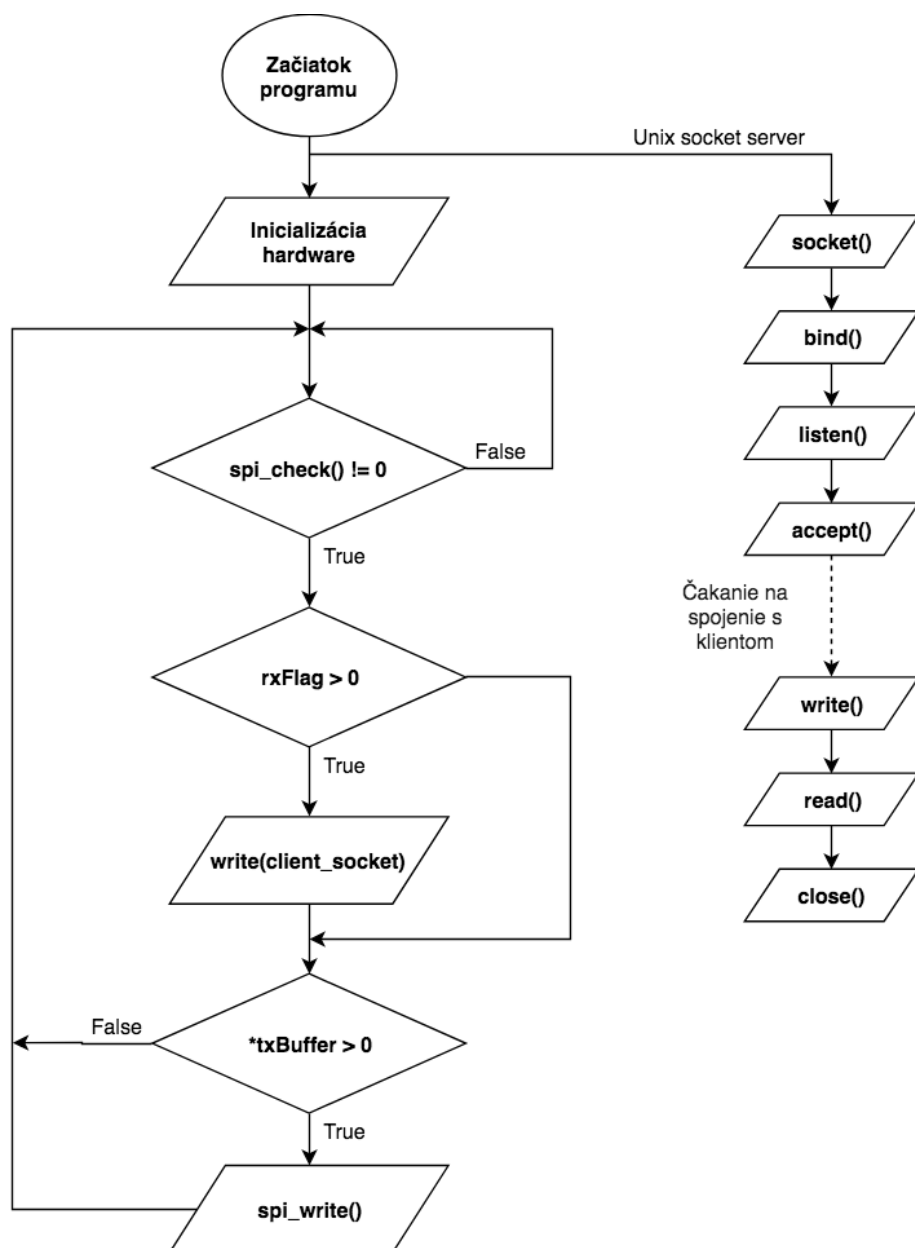 Začiatok
programu
Unix socket server
Inicializácia
hardware
spi_check() != 0
False
True
rxFlag > 0
True
write(client_socket)
*txBuffer > 0
False
True
spi_write()
socket()
bind()
listen()
accept()
Čakanie na
spojenie s
klientom
write()
read()
close()